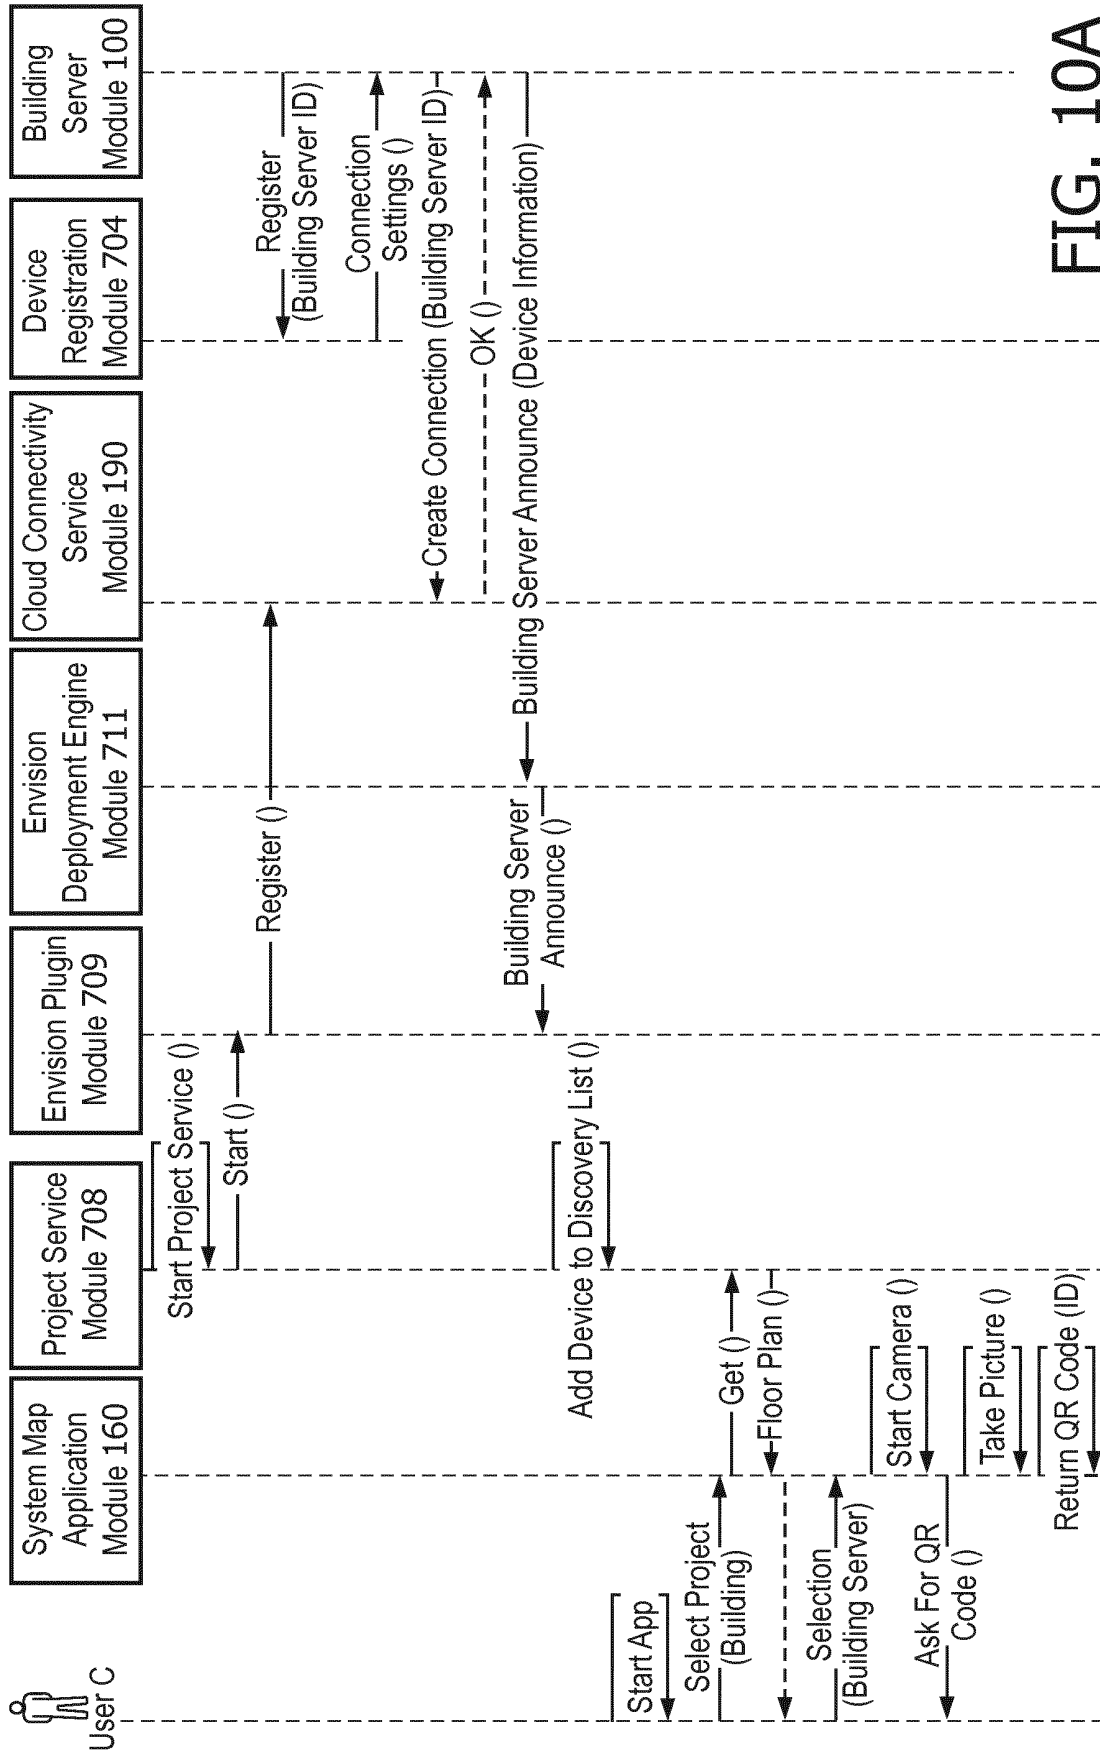 User C
System Map
Application
Module 160
Project Service
Module 708
Envision Plugin
Module 709
Envision
Deployment Engine
Module 711
Cloud Connectivity
Service
Module 190
Device
Registration
Module 704
Building
Server
Module 100
Start Project Service ()
Start ()
Register ()
Register
(Building Server ID)
Connection
Settings ()
Create Connection (Building Server ID)
OK ()
Building Server Announce (Device Information)
Building Server
Announce ()
Add Device to Discovery List ()
Start App
Select Project
(Building)
Get ()
Floor Plan ()
Selection
(Building Server)
Start Camera ()
Ask For QR
Code ()
Take Picture ()
Return QR Code (ID)
FIG. 10A